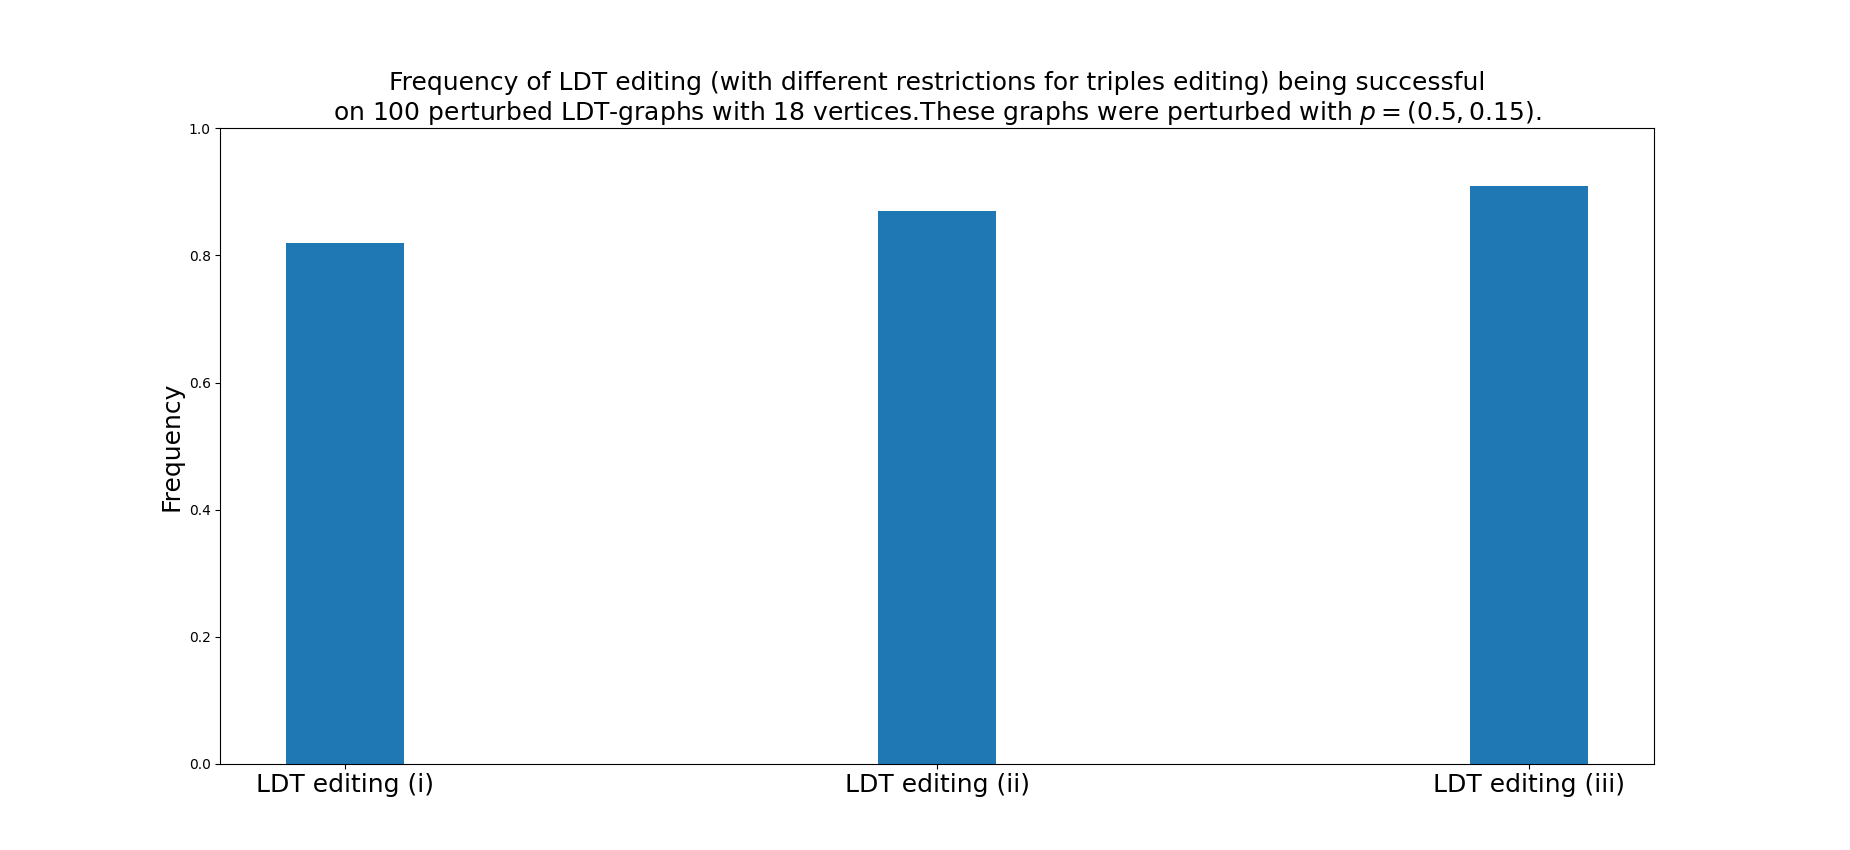 Frequency of LDT editing (with different restrictions for triples editing) being successful
on 100 perturbed LDT-graphs with 18 vertices.These graphs were perturbed with p = (0.5, 0.15).
1.0
0.8
0.6
0.4
0.2
0.0
Frequency
LDT editing (i)
LDT editing (ii)
LDT editing (iii)